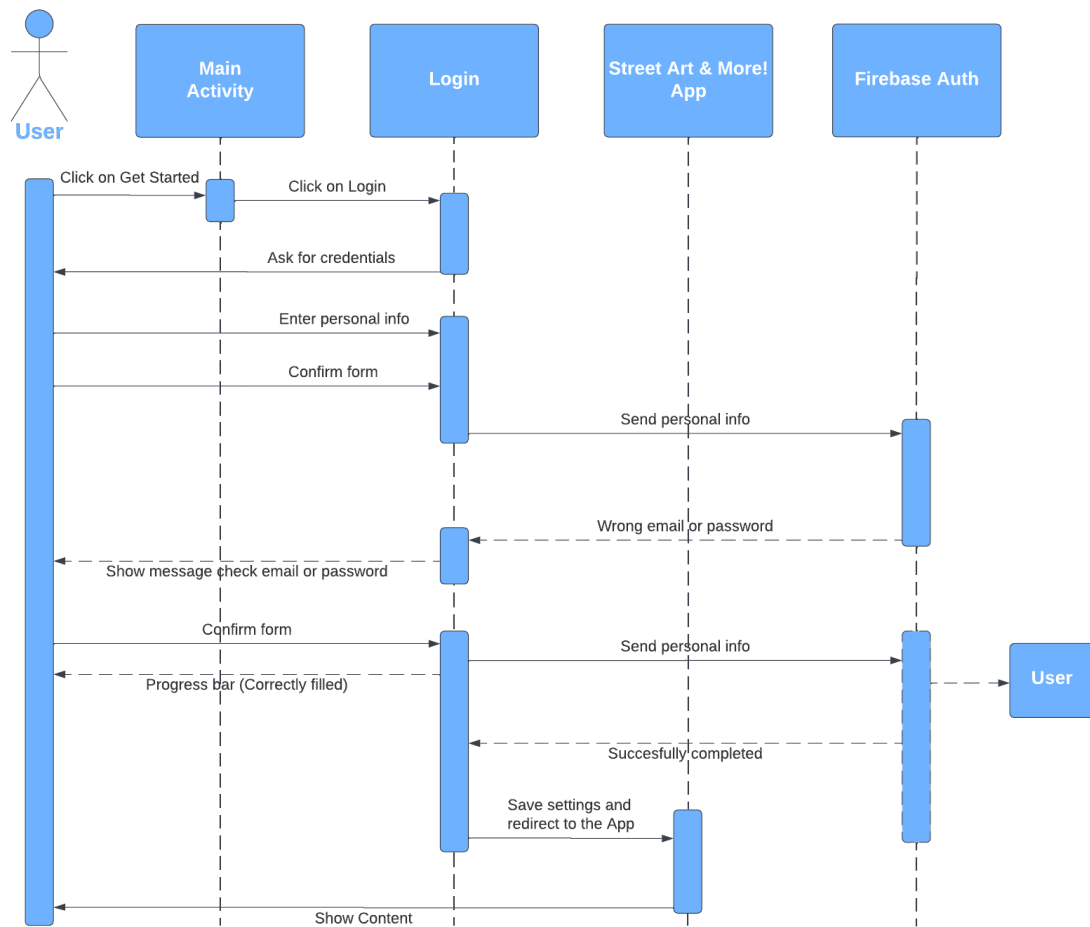 User
Main
Activity
Login
Street Art & More!
App
Firebase Auth
Click on Get Started
Click on Login
Ask for credentials
Enter personal info
Confirm form
Send personal info
Wrong email or password
Show message check email or password
Confirm form
Send personal info
User
Progress bar (Correctly filled)
Succesfully completed
Save settings and
redirect to the App
Show Content